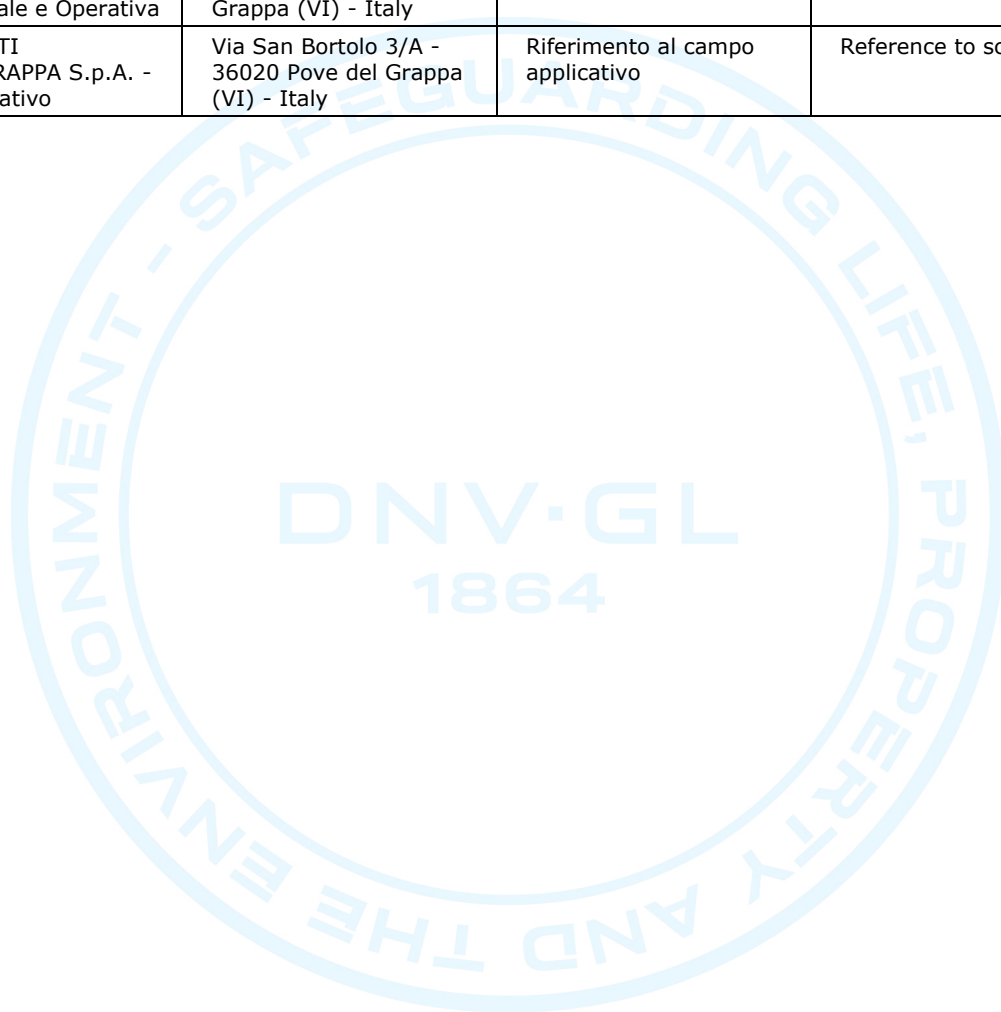 ale e Operativa
Grappa (VI) - Italy
TI
RAPPA S.p.A. -
ativo
Via San Bortolo 3/A -
36020 Pove del Grappa
(VI) - Italy
Riferimento al campo
applicativo
Reference to sc
SAFEGUARDING LIFE, PROPERTY AND THE ENVIRONMENT -
DNV·GL
1864